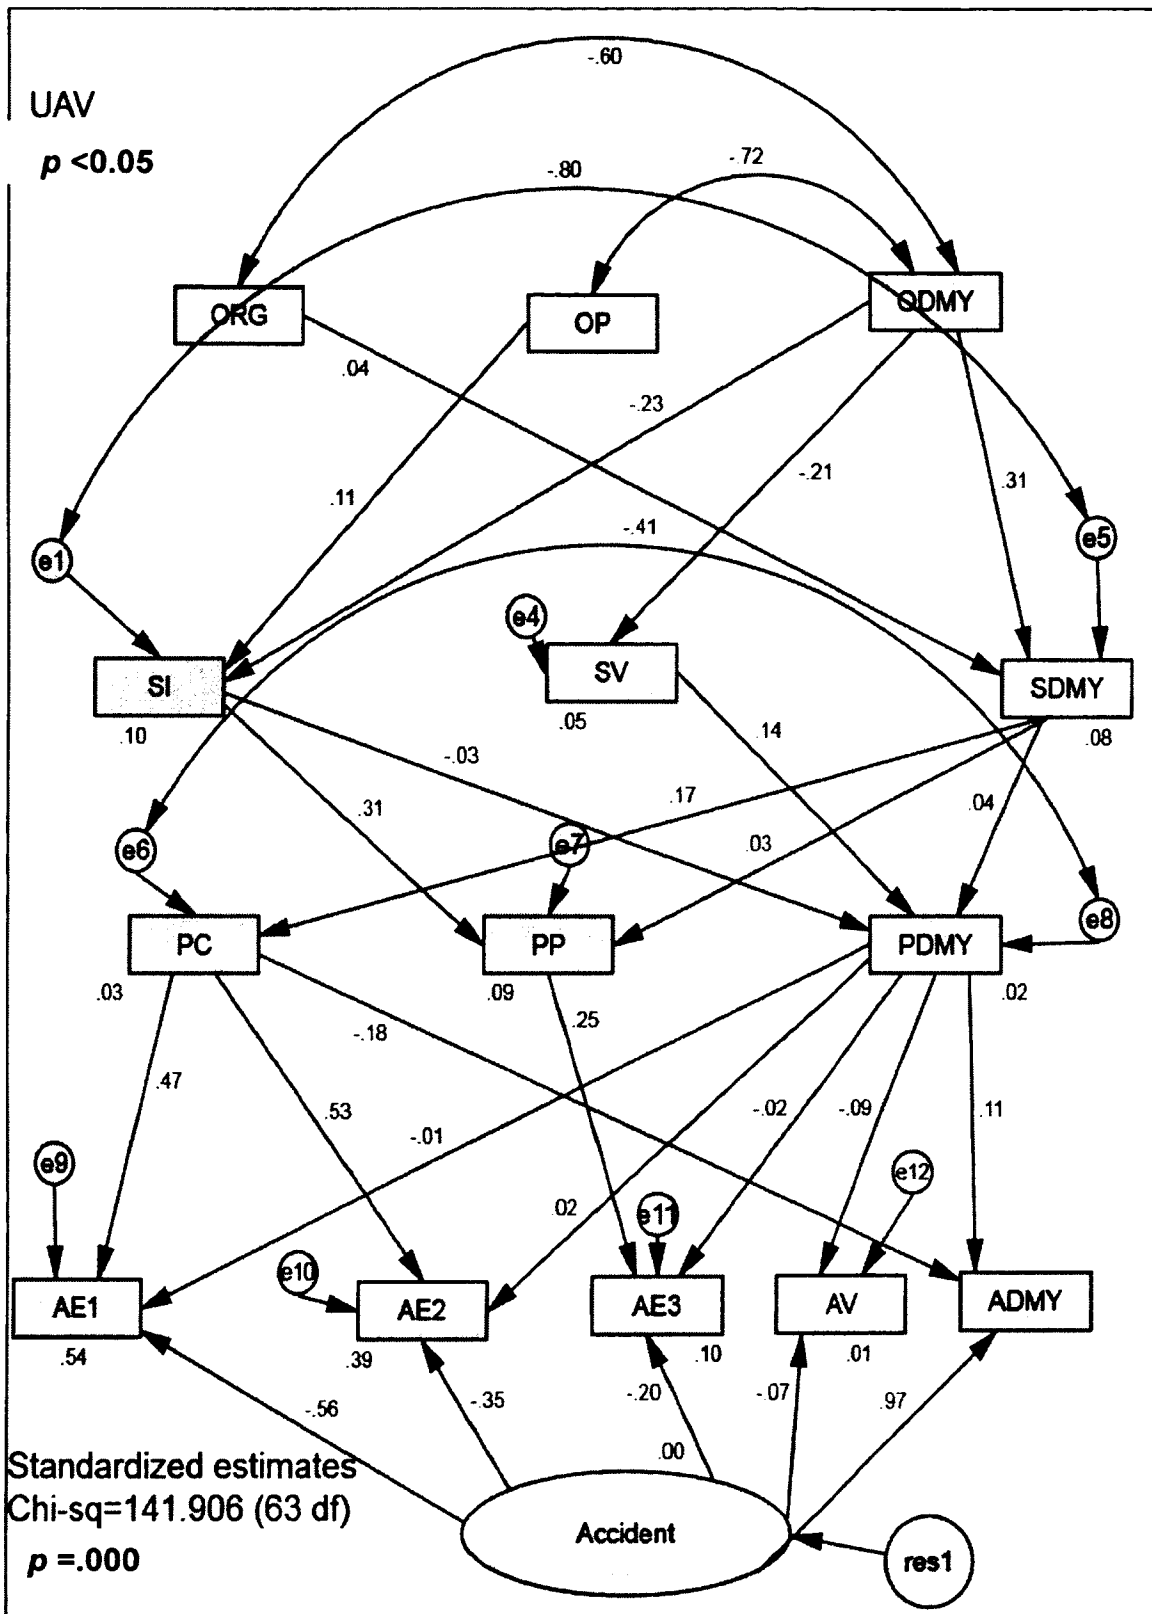 -.60
UAV
p <0.05
-.80
-.72
ORG
OP
ODMY
.04
-.23
-.21
.31
.11
-.41
e1
e5
e4
SI
SV
SDMY
.10
.05
.08
-.03
.14
.31
.17
.04
e6
e7
.03
e8
PC
PP
PDMY
.03
.09
.02
.25
-.18
.47
.53
-.01
-.02
-.09
.11
e9
e12
.02
e11
e10
AE1
AE2
AE3
AV
ADMY
.54
.39
.10
.01
-.56
-.35
-.20
-.07
.97
.00
Standardized estimates
Chi-sq=141.906 (63 df)
p =.000
Accident
res1